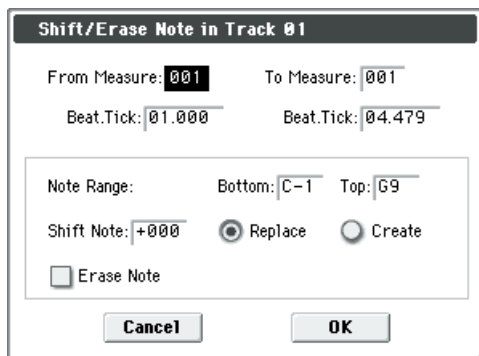 Shift/Erase Note in Track 01
From Measure: 001 To Measure: 001
Beat.Tick: 01.000 Beat.Tick: 04.479
Note Range: Bottom: C-1 Top: G9
Shift Note: +000 Replace Create
Erase Note
Cancel OK